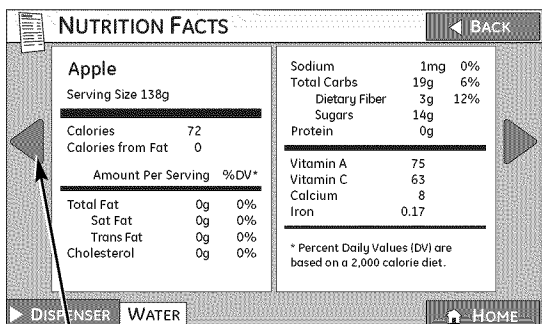 NUTRITION FACTS
BACK
Apple
Serving Size 138g
Calories 72
Calories from Fat 0
Amount Per Serving %DV*
Total Fat 0g 0%
Sat Fat 0g 0%
Trans Fat 0g 0%
Cholesterol 0g 0%
Sodium 1mg 0%
Total Carbs 19g 6%
Dietary Fiber 3g 12%
Sugars 14g
Protein 0g
Vitamin A 75
Vitamin C 63
Calcium 8
Iron 0.17
* Percent Daily Values (DV) are
based on a 2,000 calorie diet.
DISPENSER WATER
HOME